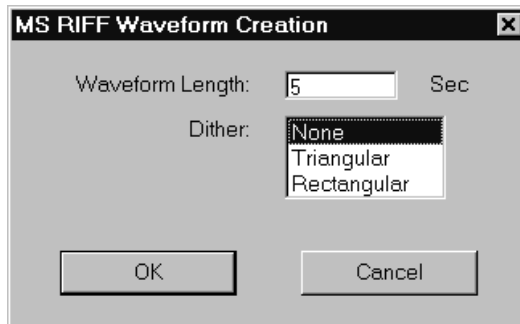 MS RIFF Waveform Creation
Waveform Length: 5 Sec
Dither: None
Triangular
Rectangular
OK Cancel